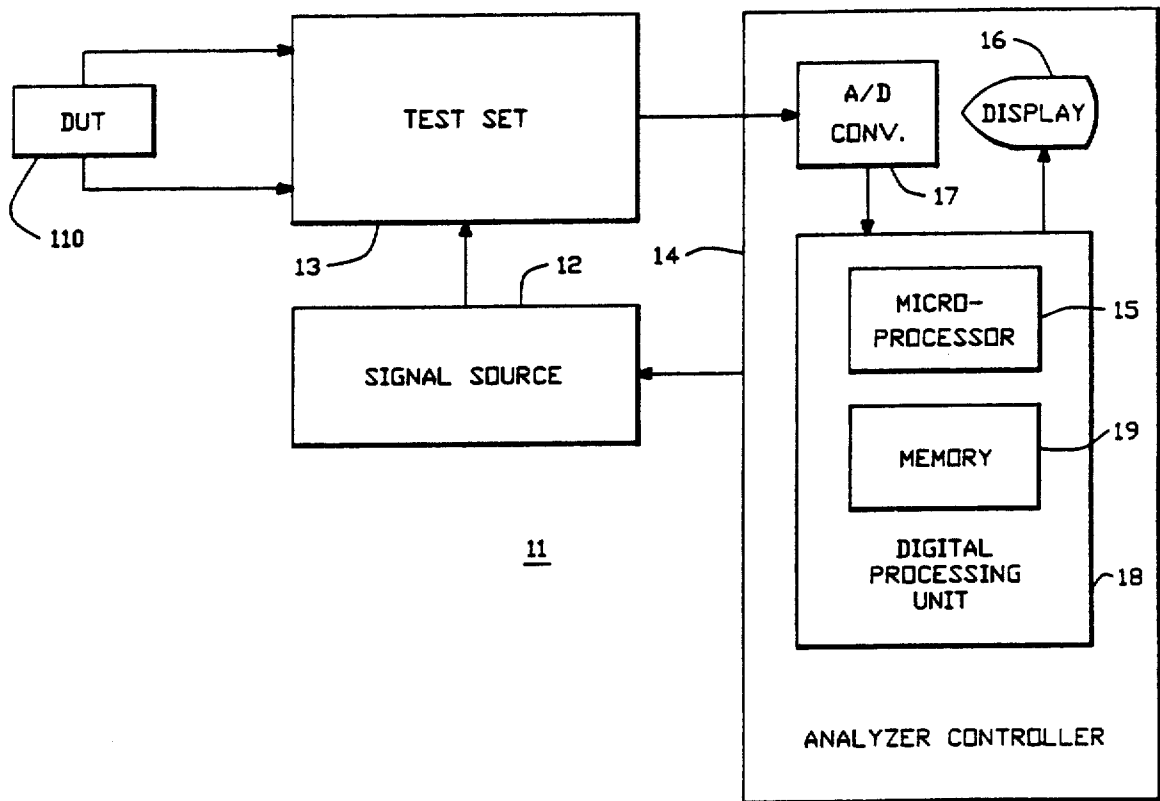 16
A/D
CONV.
DISPLAY
DUT
TEST SET
17
110
13
12
14
MICRO-
PROCESSOR
15
SIGNAL SOURCE
MEMORY
19
11
DIGITAL
PROCESSING
UNIT
18
ANALYZER CONTROLLER